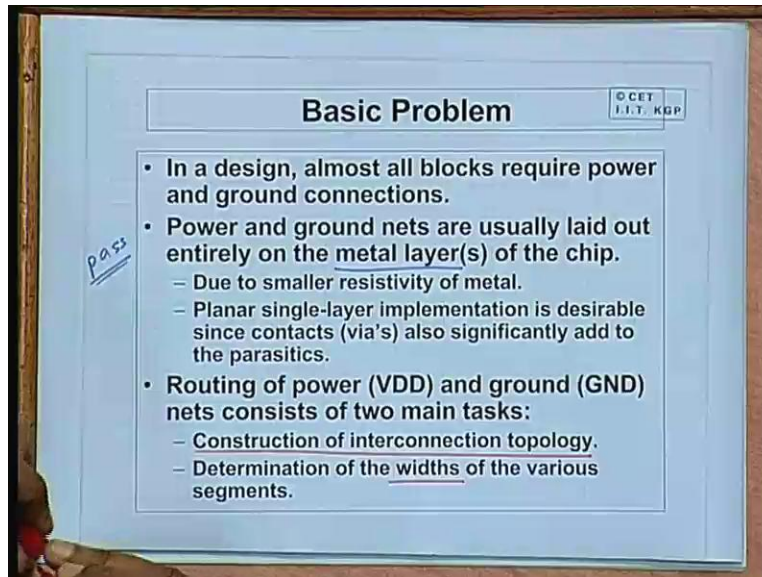 Basic Problem
© CET
I.I.T. KGP
• In a design, almost all blocks require power
and ground connections.
• Power and ground nets are usually laid out
entirely on the metal layer(s) of the chip.
pass
– Due to smaller resistivity of metal.
– Planar single-layer implementation is desirable
since contacts (via's) also significantly add to
the parasitics.
• Routing of power (VDD) and ground (GND)
nets consists of two main tasks:
– Construction of interconnection topology.
– Determination of the widths of the various
segments.